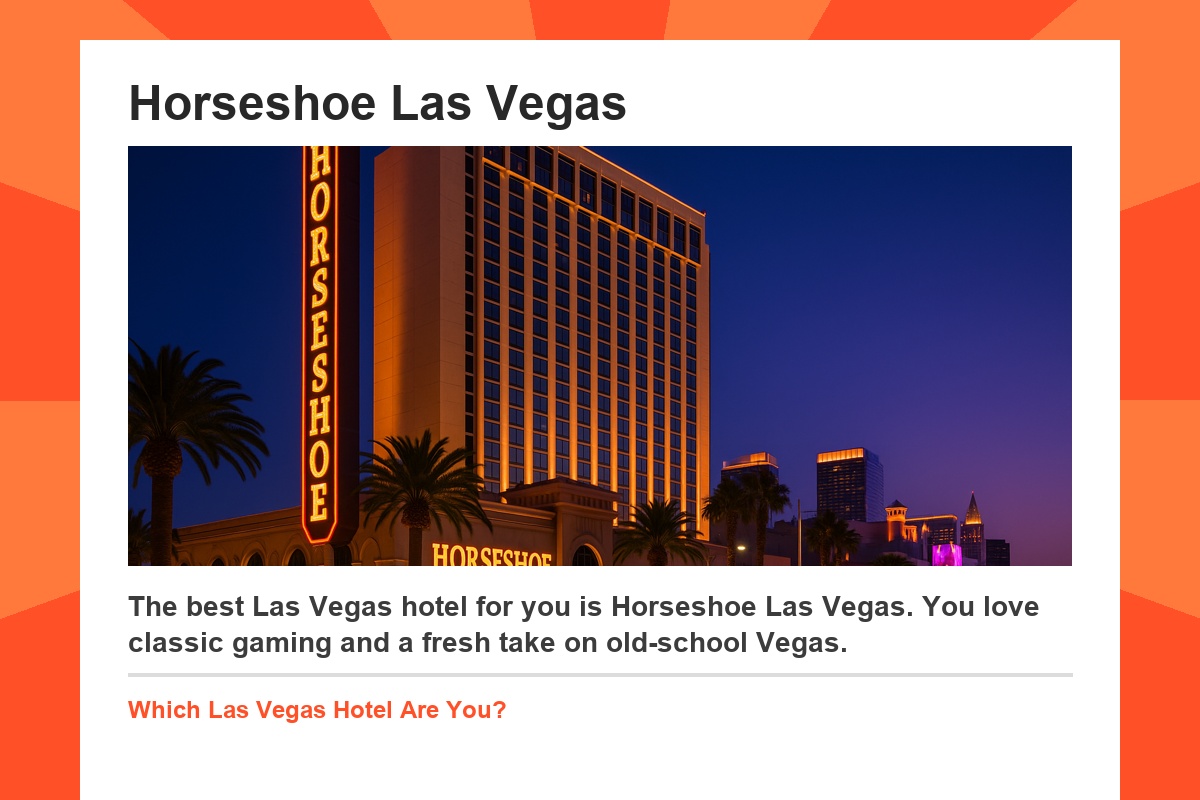 Horseshoe Las Vegas
HORSESHOE
HORSESHOE
The best Las Vegas hotel for you is Horseshoe Las Vegas. You love
classic gaming and a fresh take on old-school Vegas.
Which Las Vegas Hotel Are You?